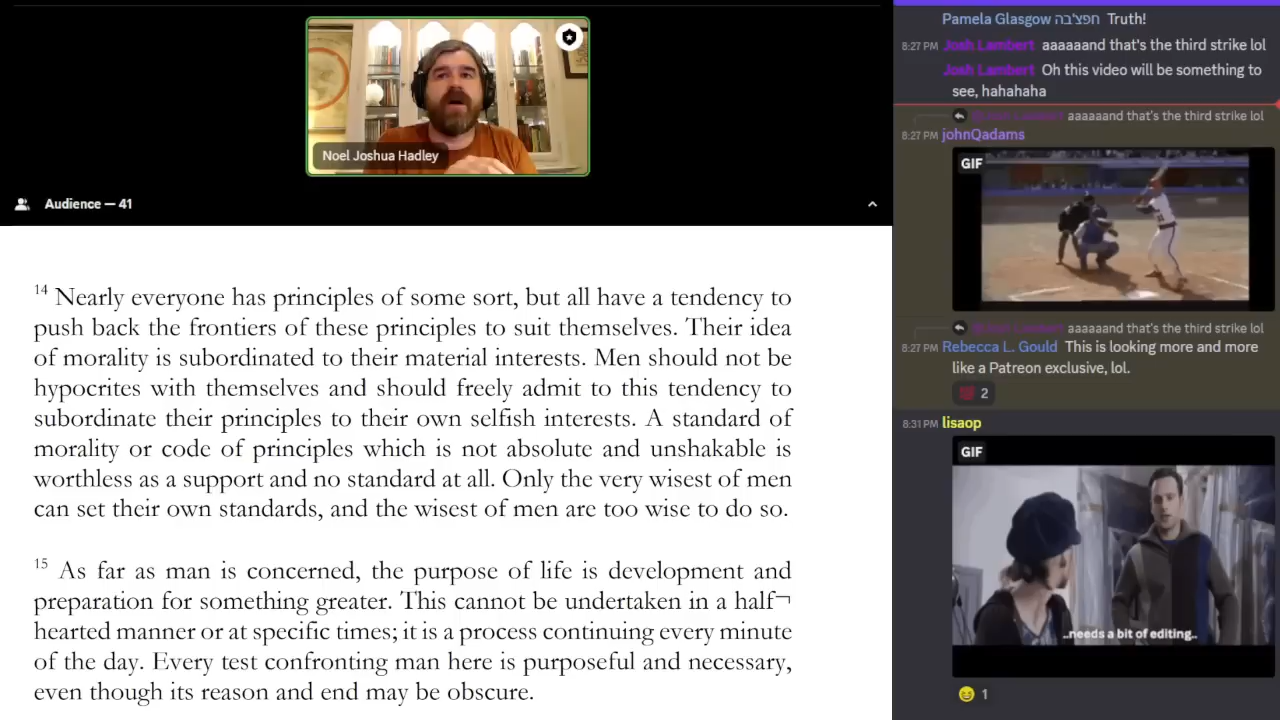 Noel Joshua Hadley
Audience — 41
14 Nearly everyone has principles of some sort, but all have a tendency to
push back the frontiers of these principles to suit themselves. Their idea
of morality is subordinated to their material interests. Men should not be
hypocrites with themselves and should freely admit to this tendency to
subordinate their principles to their own selfish interests. A standard of
morality or code of principles which is not absolute and unshakable is
worthless as a support and no standard at all. Only the very wisest of men
can set their own standards, and the wisest of men are too wise to do so.
15 As far as man is concerned, the purpose of life is development and
preparation for something greater. This cannot be undertaken in a half¬
hearted manner or at specific times; it is a process continuing every minute
of the day. Every test confronting man here is purposeful and necessary,
even though its reason and end may be obscure.
Pamela Glasgow חפצ'בה Truth!
8:27 PM Josh Lambert aaaaaand that's the third strike lol
Josh Lambert Oh this video will be something to
see, hahahaha
Josh Lambert aaaaaand that's the third strike lol
8:27 PM johnQadams
GIF
Josh Lambert aaaaaand that's the third strike lol
8:27 PM Rebecca L. Gould This is looking more and more
like a Patreon exclusive, lol.
2
8:31 PM lisaop
GIF
..needs a bit of editing..
1